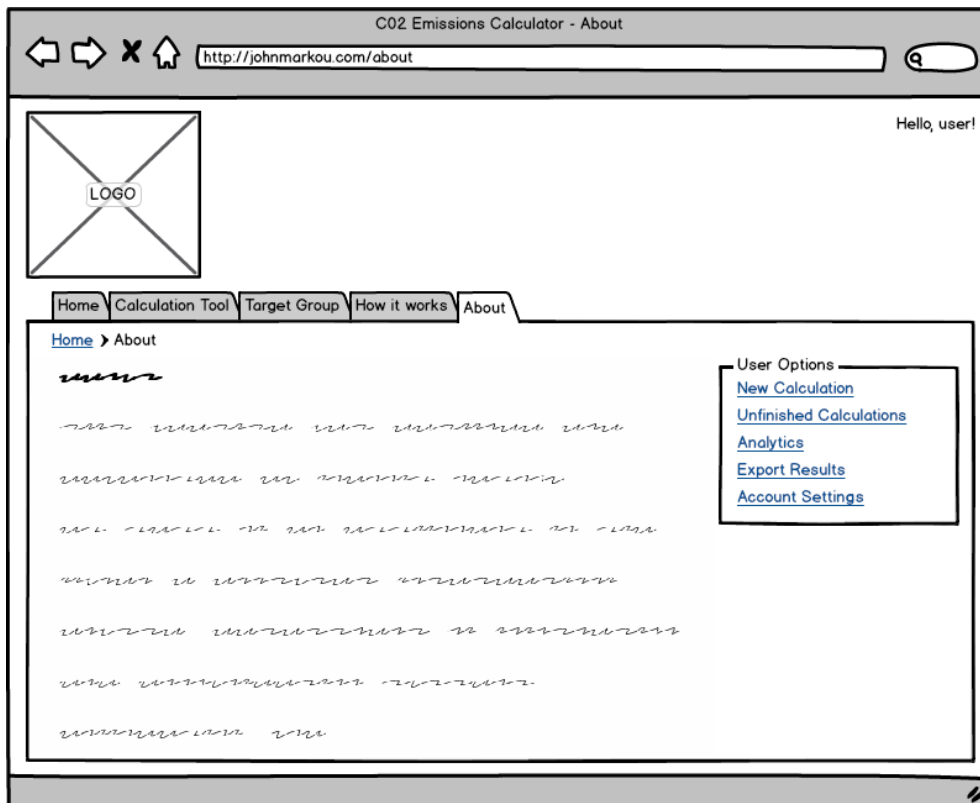 C02 Emissions Calculator - About
http://johnmarkou.com/about
Hello, user!
LOGO
Home Calculation Tool Target Group How it works About
Home > About
User Options
New Calculation
Unfinished Calculations
Analytics
Export Results
Account Settings